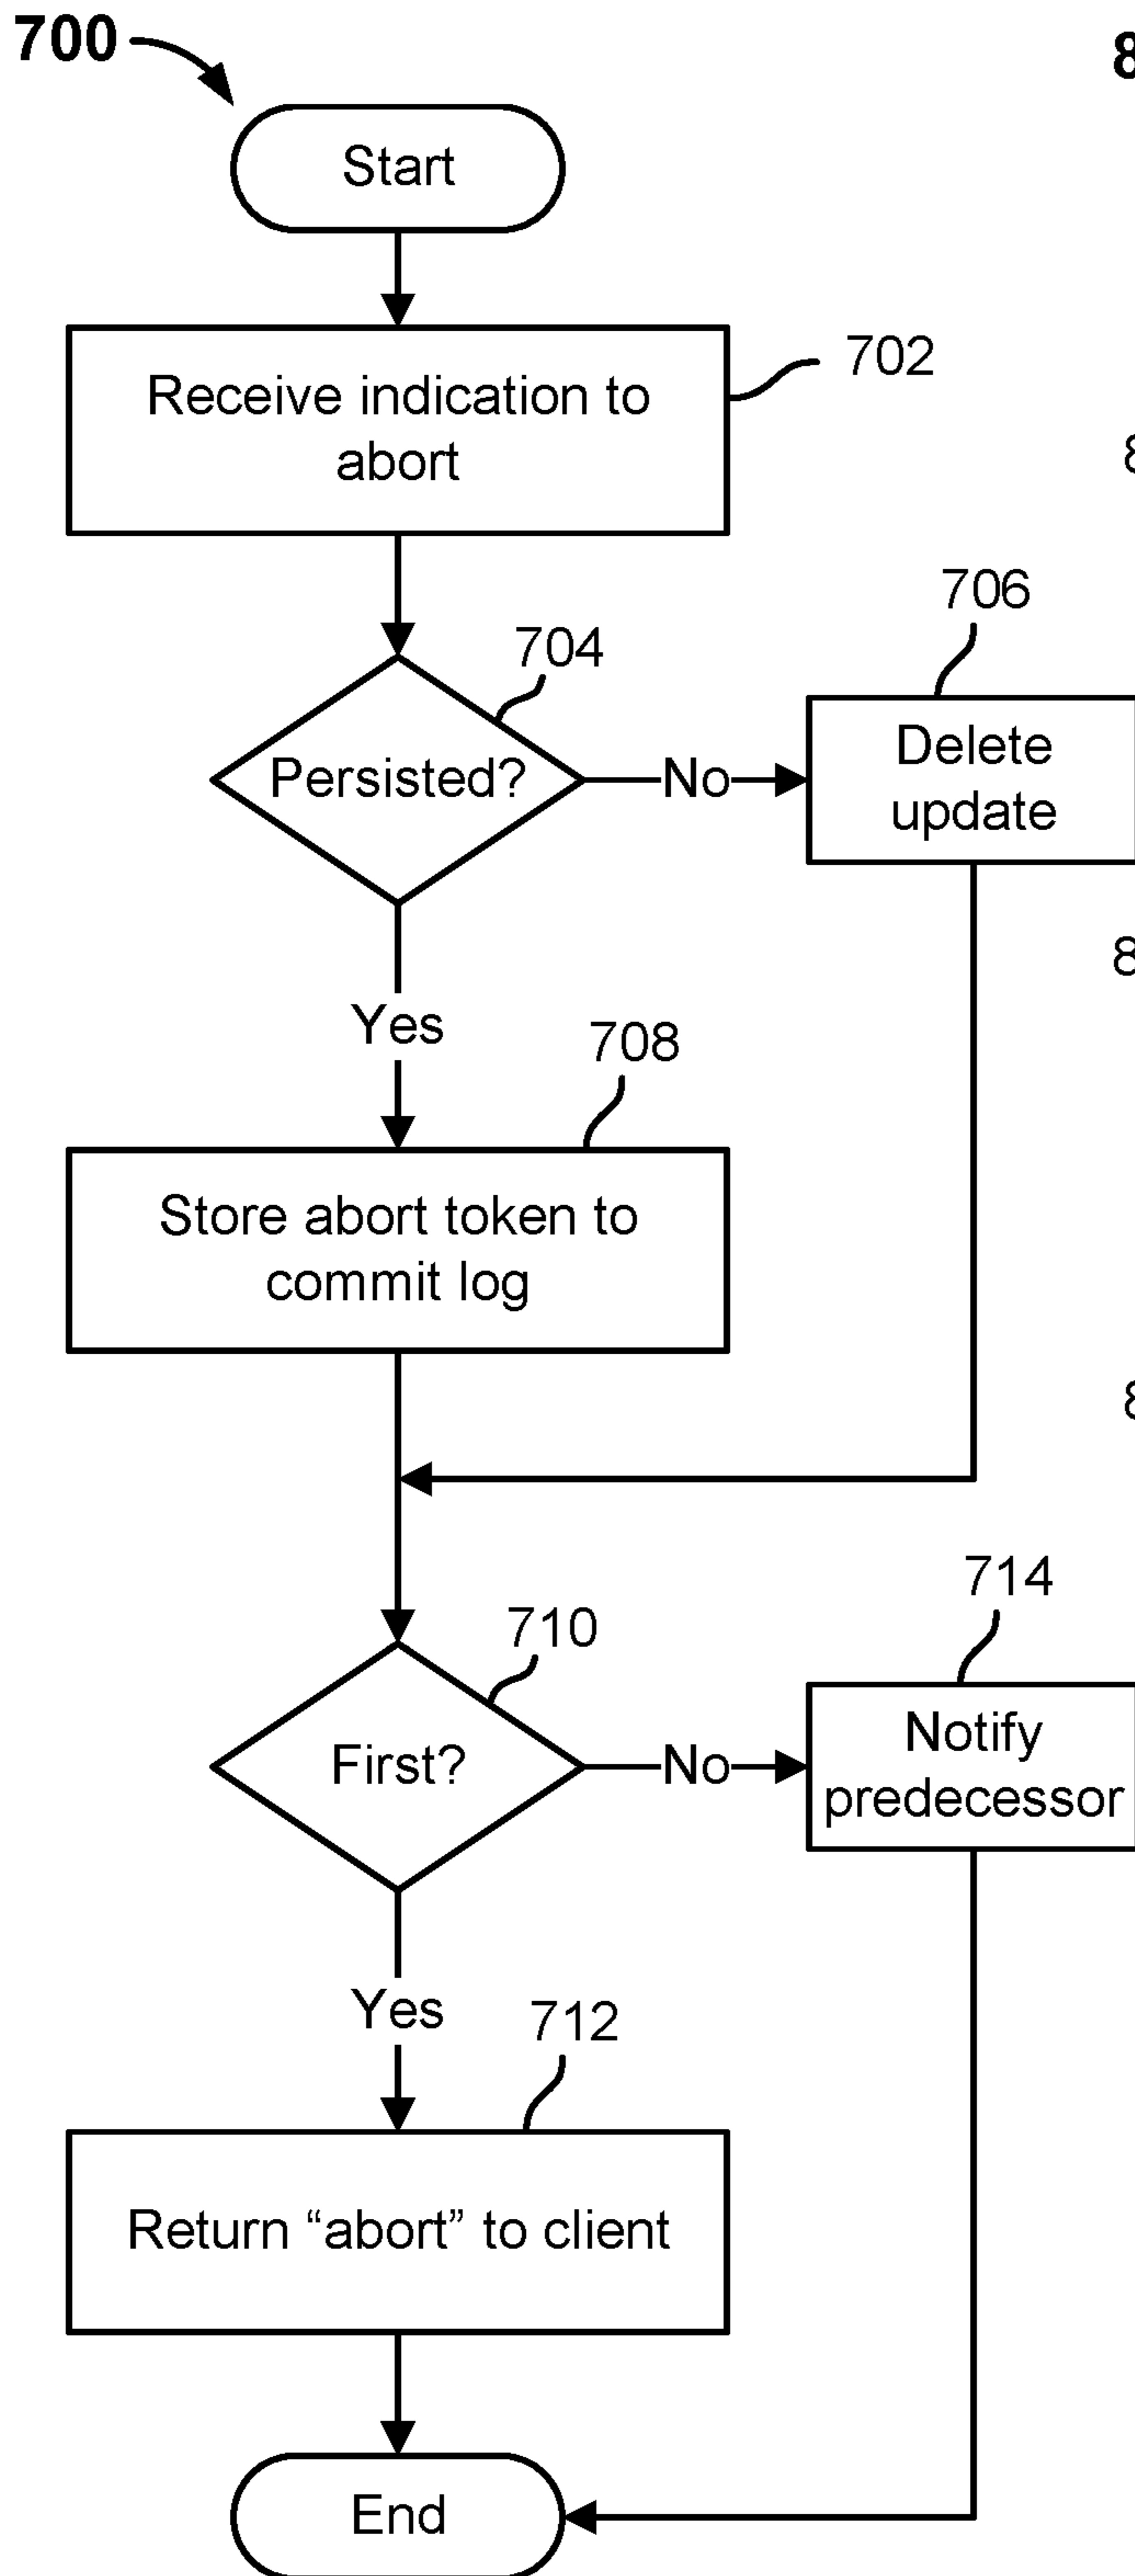 700
Start
702
Receive indication to
abort
706
704
Persisted?
No
Delete
update
Yes
708
Store abort token to
commit log
714
710
First?
No
Notify
predecessor
Yes
712
Return “abort” to client
End